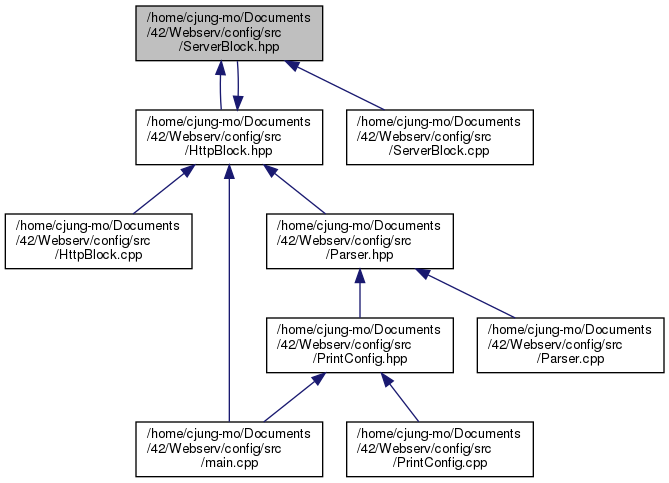 /home/cjung-mo/Documents
/42/Webserv/config/src
/ServerBlock.hpp
/home/cjung-mo/Documents
/42/Webserv/config/src
/HttpBlock.hpp
/home/cjung-mo/Documents
/42/Webserv/config/src
/ServerBlock.cpp
/home/cjung-mo/Documents
/42/Webserv/config/src
/HttpBlock.cpp
/home/cjung-mo/Documents
/42/Webserv/config/src
/Parser.hpp
/home/cjung-mo/Documents
/42/Webserv/config/src
/PrintConfig.hpp
/home/cjung-mo/Documents
/42/Webserv/config/src
/Parser.cpp
/home/cjung-mo/Documents
/42/Webserv/config/src
/main.cpp
/home/cjung-mo/Documents
/42/Webserv/config/src
/PrintConfig.cpp